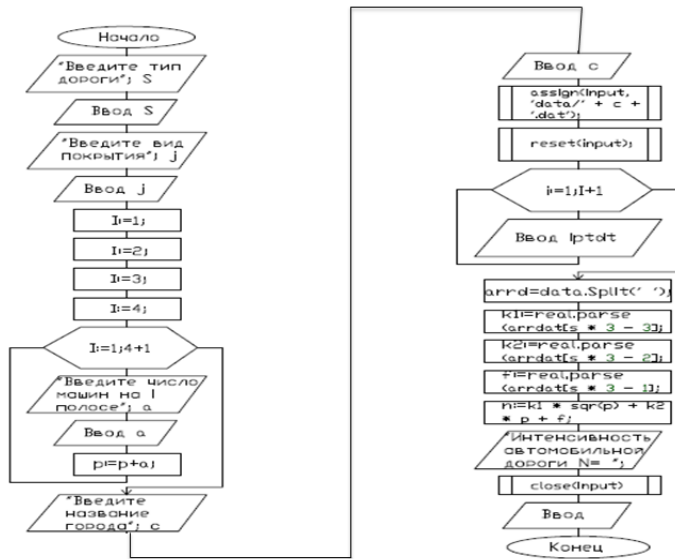 Начало
"Введите тип
дороги"; S
Ввод S
"Введите вид
покрытия"; j
Ввод j
I:=1;
I:=2;
I:=3;
I:=4;
I:=1;4+1
"Введите число
машин на I
полосе"; a
Ввод a
p:=p+a;
"Введите
название
города"; c
Ввод c
assign(input,
'data/' + c +
'.dat');
reset(input);
i:=1;I+1
Ввод
arrd=data.Split(' ');
k1:=real.parse
(arrdat[s * 3 - 3];
k2:=real.parse
(arrdat[s * 3 - 2];
f:=real.parse
(arrdat[s * 3 - 1];
n:=k1 * sqr(p) + k2
* p + f;
"Интенсивность
автомобильной
дороги N= ";
close(input)
Ввод
Конец